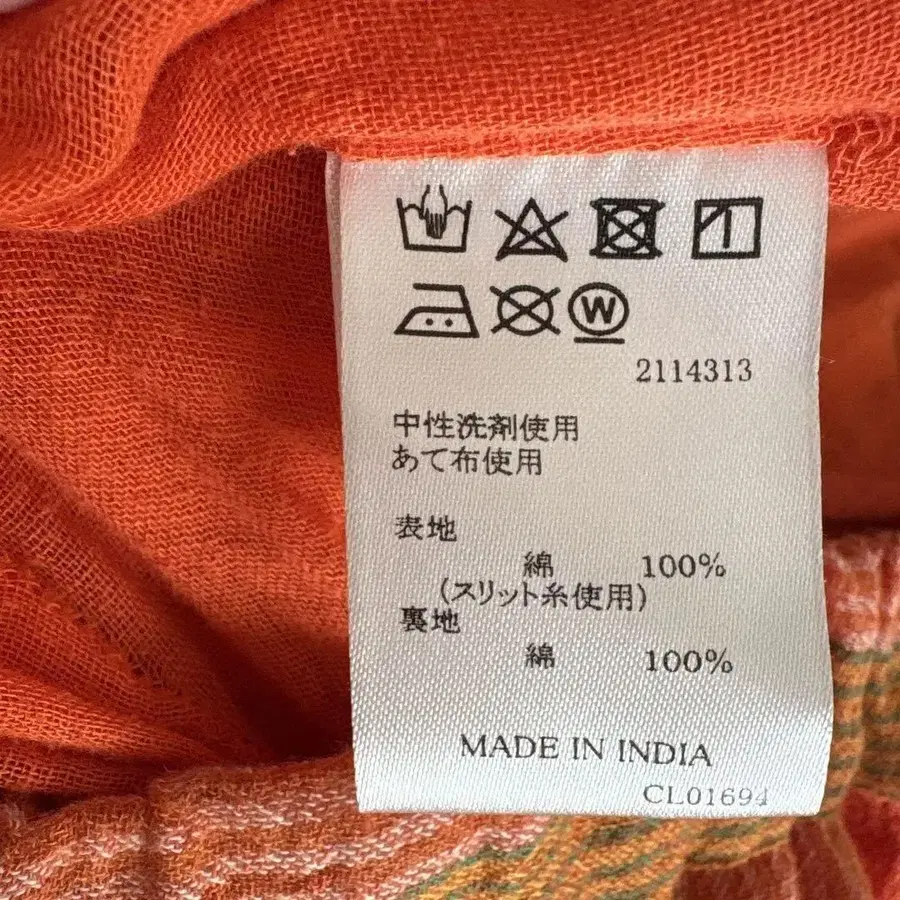 W
2114313
中性洗剤使用
あて布使用
表地
綿 100%
(スリット糸使用)
裏地
綿 100%
MADE IN INDIA
CL01694